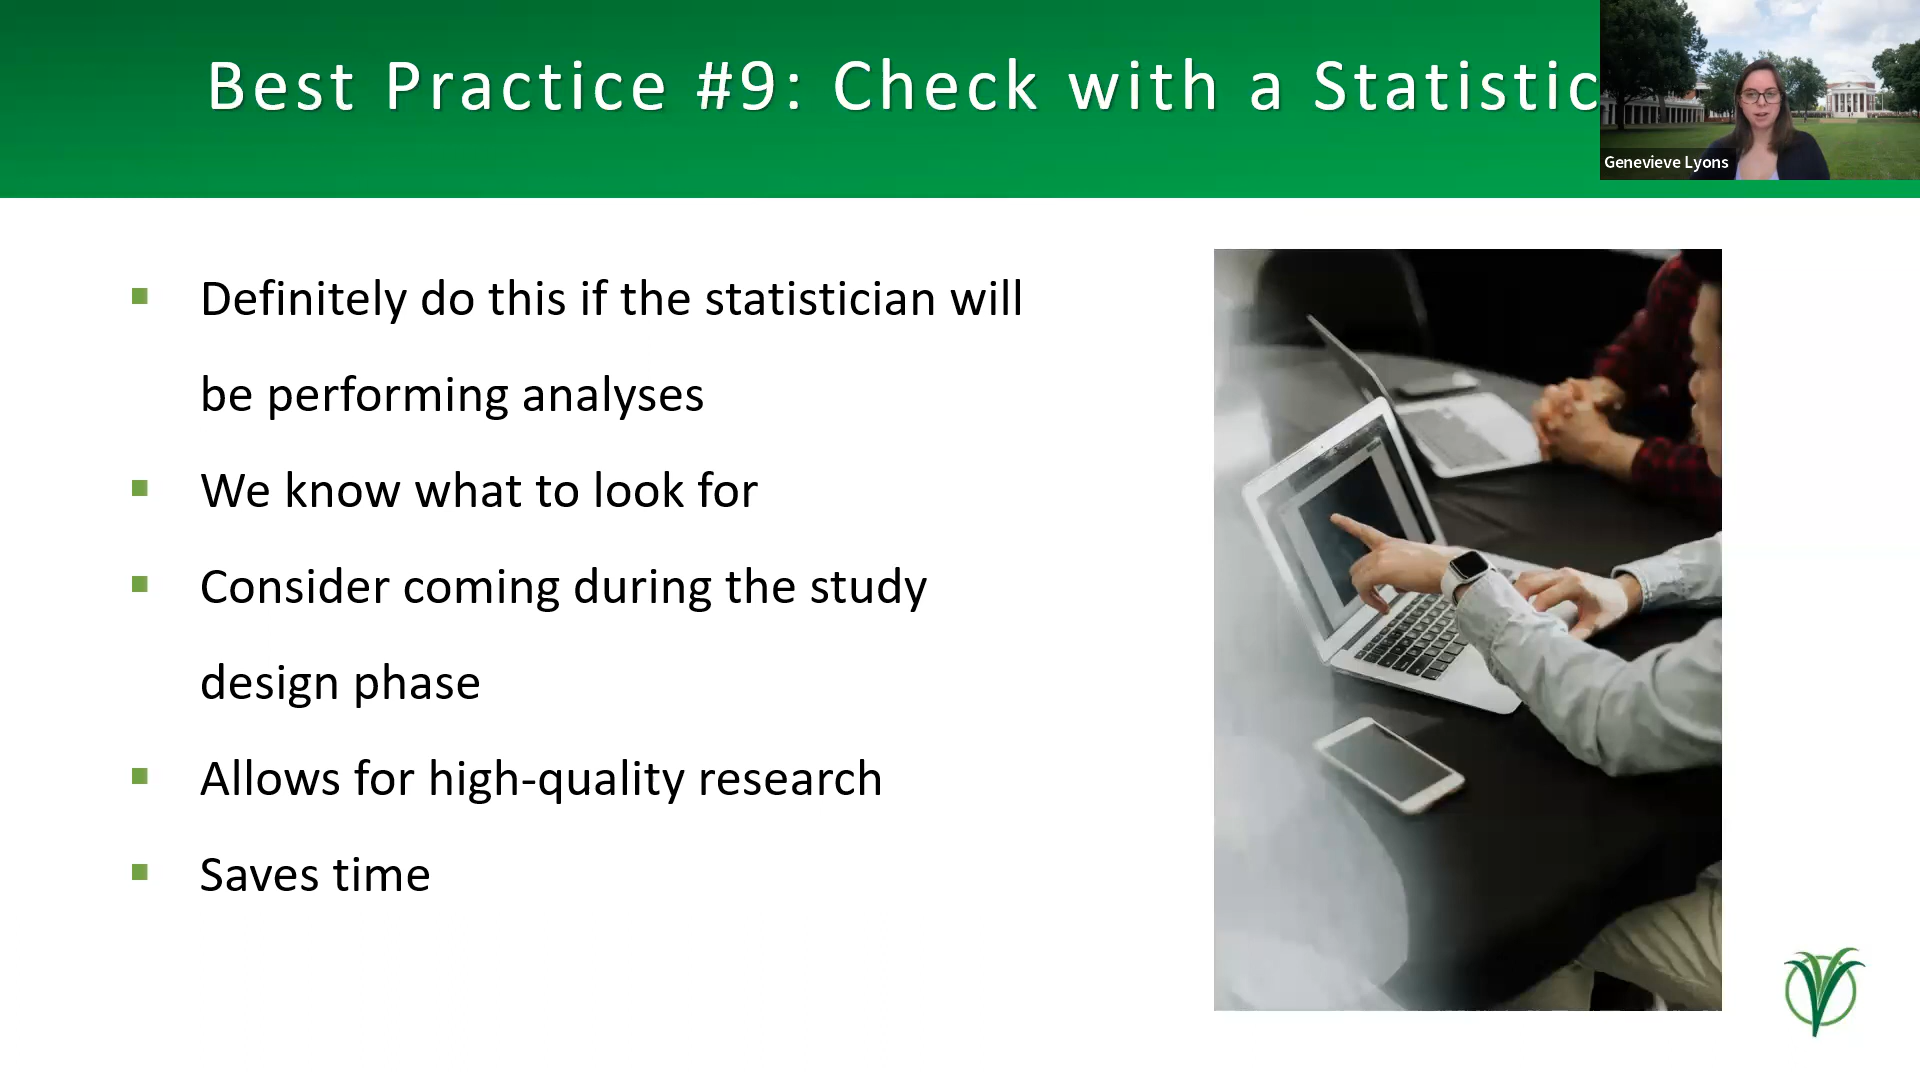 Best Practice #9: Check with a Statistic
Genevieve Lyons
Definitely do this if the statistician will
be performing analyses
We know what to look for
Consider coming during the study
design phase
Allows for high-quality research
Saves time